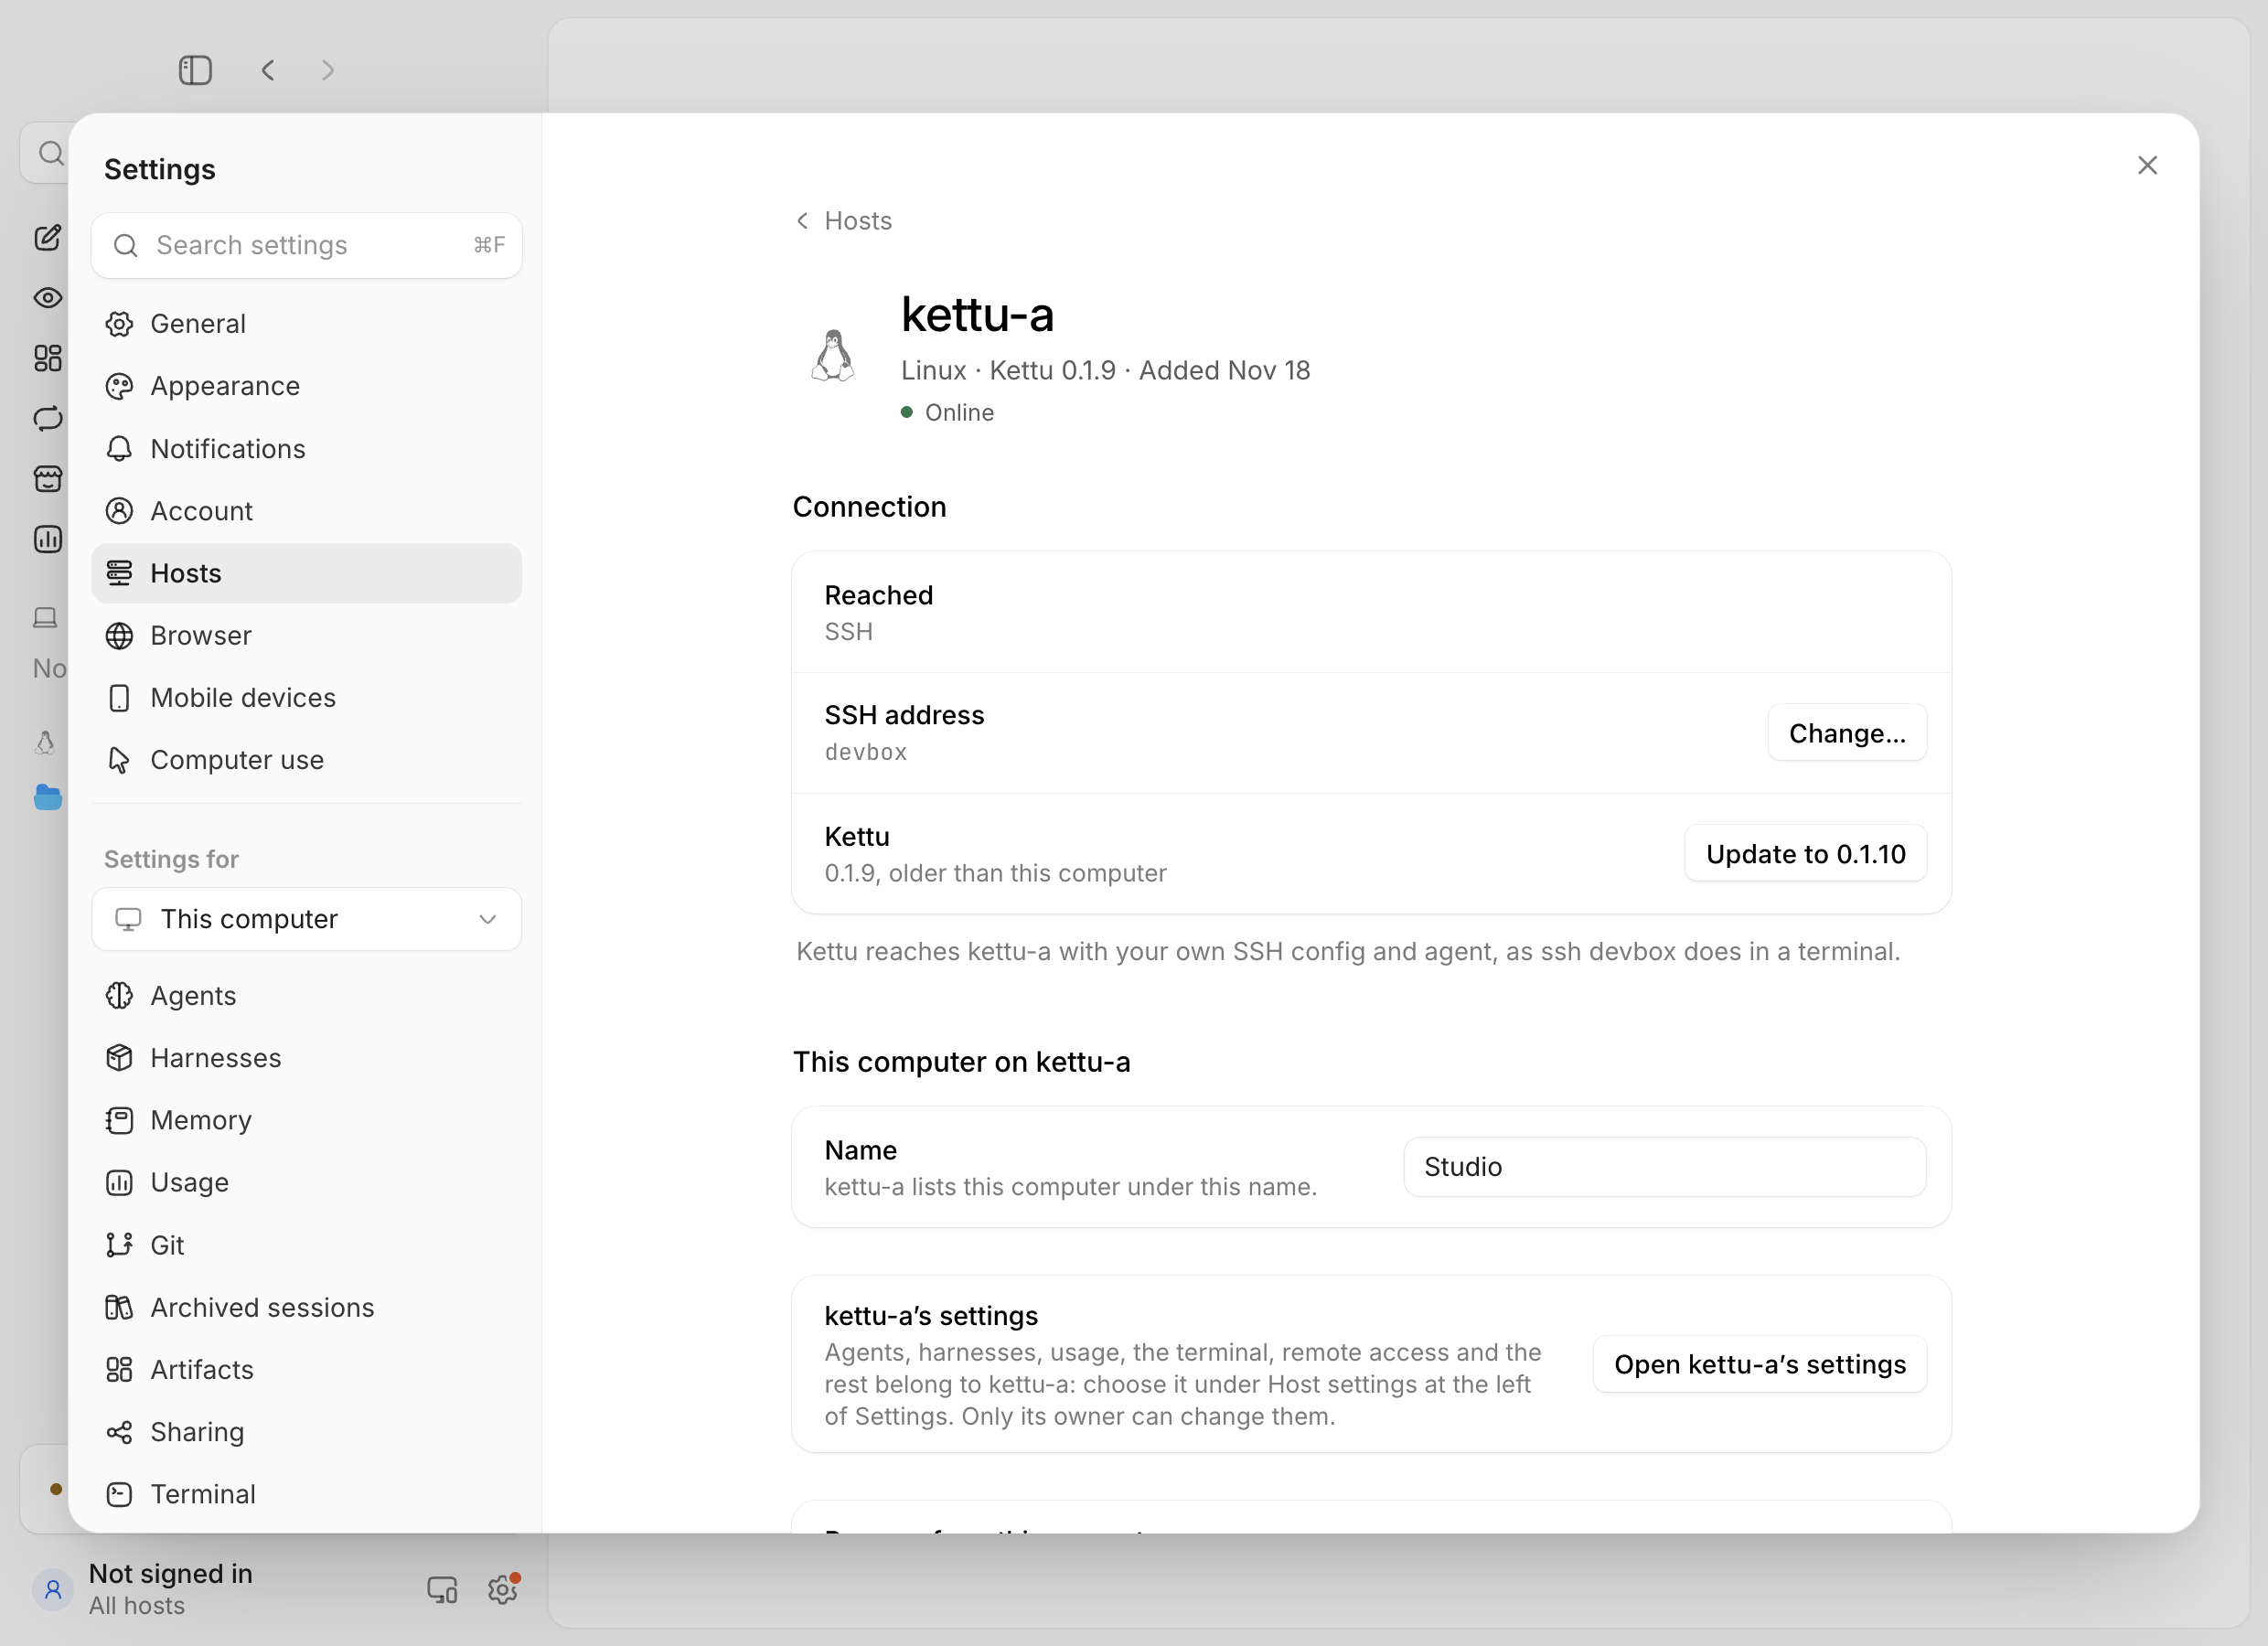 Settings
Search settings ⌘F
General
Appearance
Notifications
Account
Hosts
Browser
Mobile devices
Computer use
Settings for
This computer
Agents
Harnesses
Memory
Usage
Git
Archived sessions
Artifacts
Sharing
Terminal
No
Not signed in
All hosts
Hosts
kettu-a
Linux · Kettu 0.1.9 · Added Nov 18
Online
Connection
Reached
SSH
SSH address
devbox
Change...
Kettu
0.1.9, older than this computer
Update to 0.1.10
Kettu reaches kettu-a with your own SSH config and agent, as ssh devbox does in a terminal.
This computer on kettu-a
Name
kettu-a lists this computer under this name.
Studio
kettu-a’s settings
Agents, harnesses, usage, the terminal, remote access and the
rest belong to kettu-a: choose it under Host settings at the left
of Settings. Only its owner can change them.
Open kettu-a’s settings